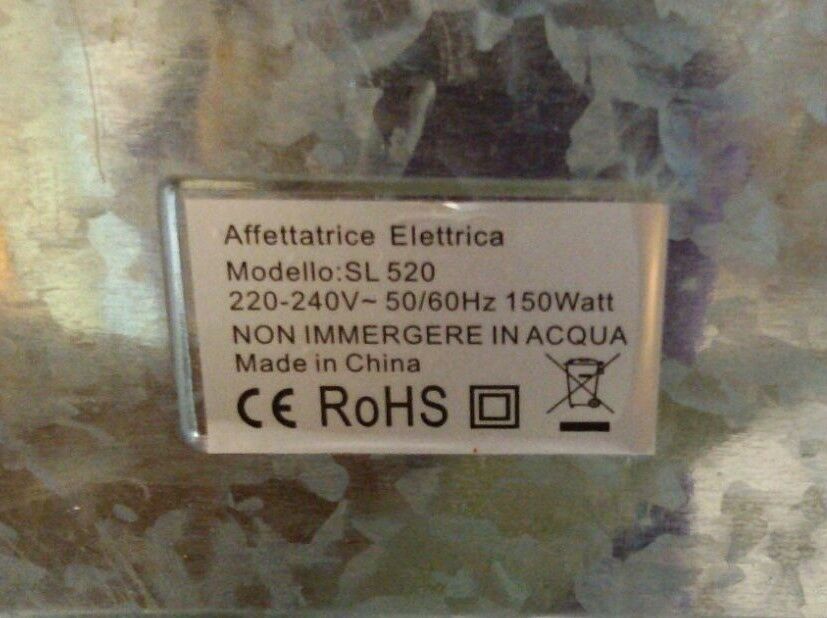 Affettatrice Elettrica
Modello:SL 520
220-240V~ 50/60Hz 150Watt
NON IMMERGERE IN ACQUA
Made in China
CE RoHS